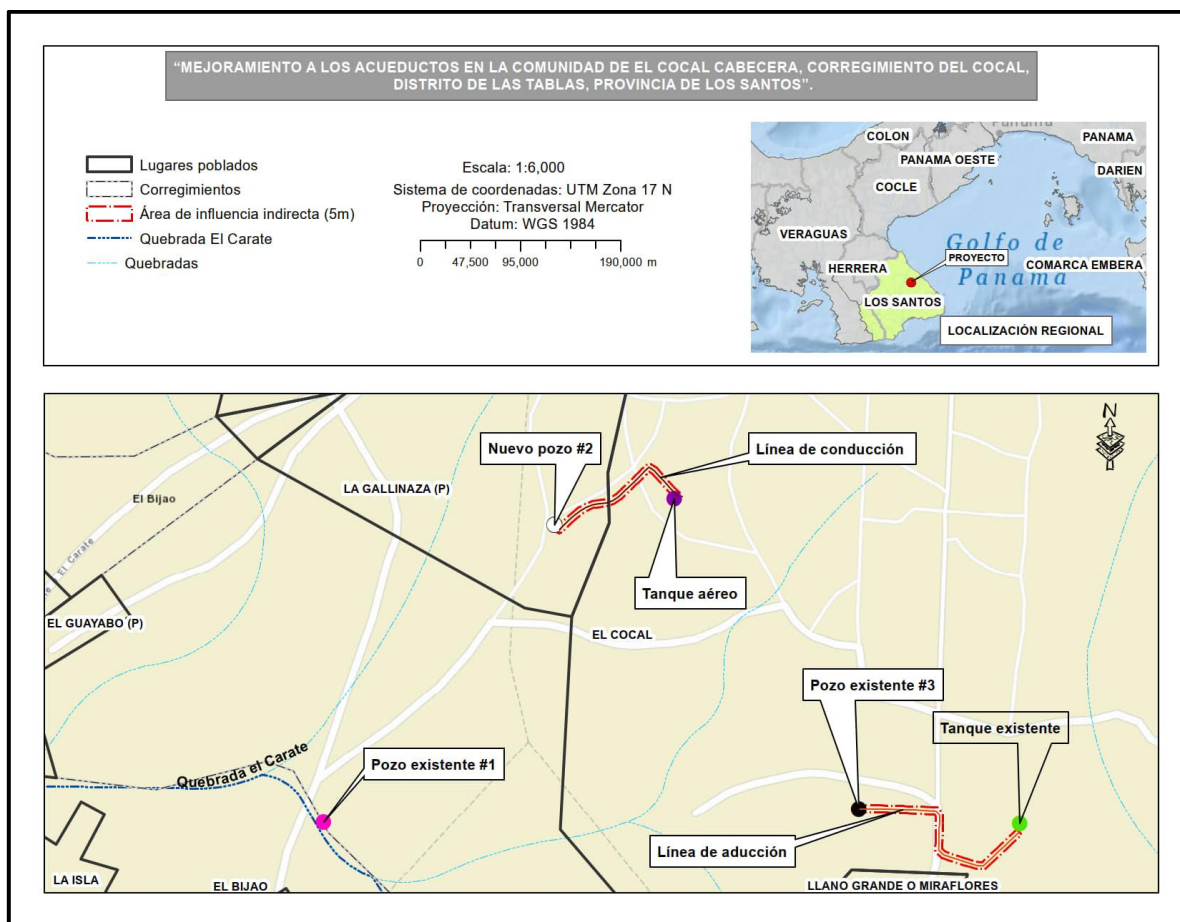 “MEJORAMIENTO A LOS ACUEDUCTOS EN LA COMUNIDAD DE EL COCAL CABECERA, CORREGIMIENTO DEL COCAL,
DISTRITO DE LAS TABLAS, PROVINCIA DE LOS SANTOS”.
Lugares poblados
Corregimientos
Área de influencia indirecta (5m)
Quebrada El Carate
Quebradas
Escala: 1:6,000
Sistema de coordenadas: UTM Zona 17 N
Proyección: Transversal Mercator
Datum: WGS 1984
0 47,500 95,000 190,000 m
Panama
COLON
PANAMA
PANAMA OESTE
DARIEN
COCLE
VERAGUAS
Golfo de
Panama
PROYECTO
HERRERA
COMARCA EMBERA
LOS SANTOS
LOCALIZACIÓN REGIONAL
N
Nuevo pozo #2
Línea de conducción
LA GALLINAZA (P)
El Bijao
El Carate
Tanque aéreo
EL GUAYABO (P)
EL COCAL
Pozo existente #3
Tanque existente
Quebrada el Carate
Pozo existente #1
Línea de aducción
LA ISLA
EL BIJAO
LLANO GRANDE O MIRAFLORES